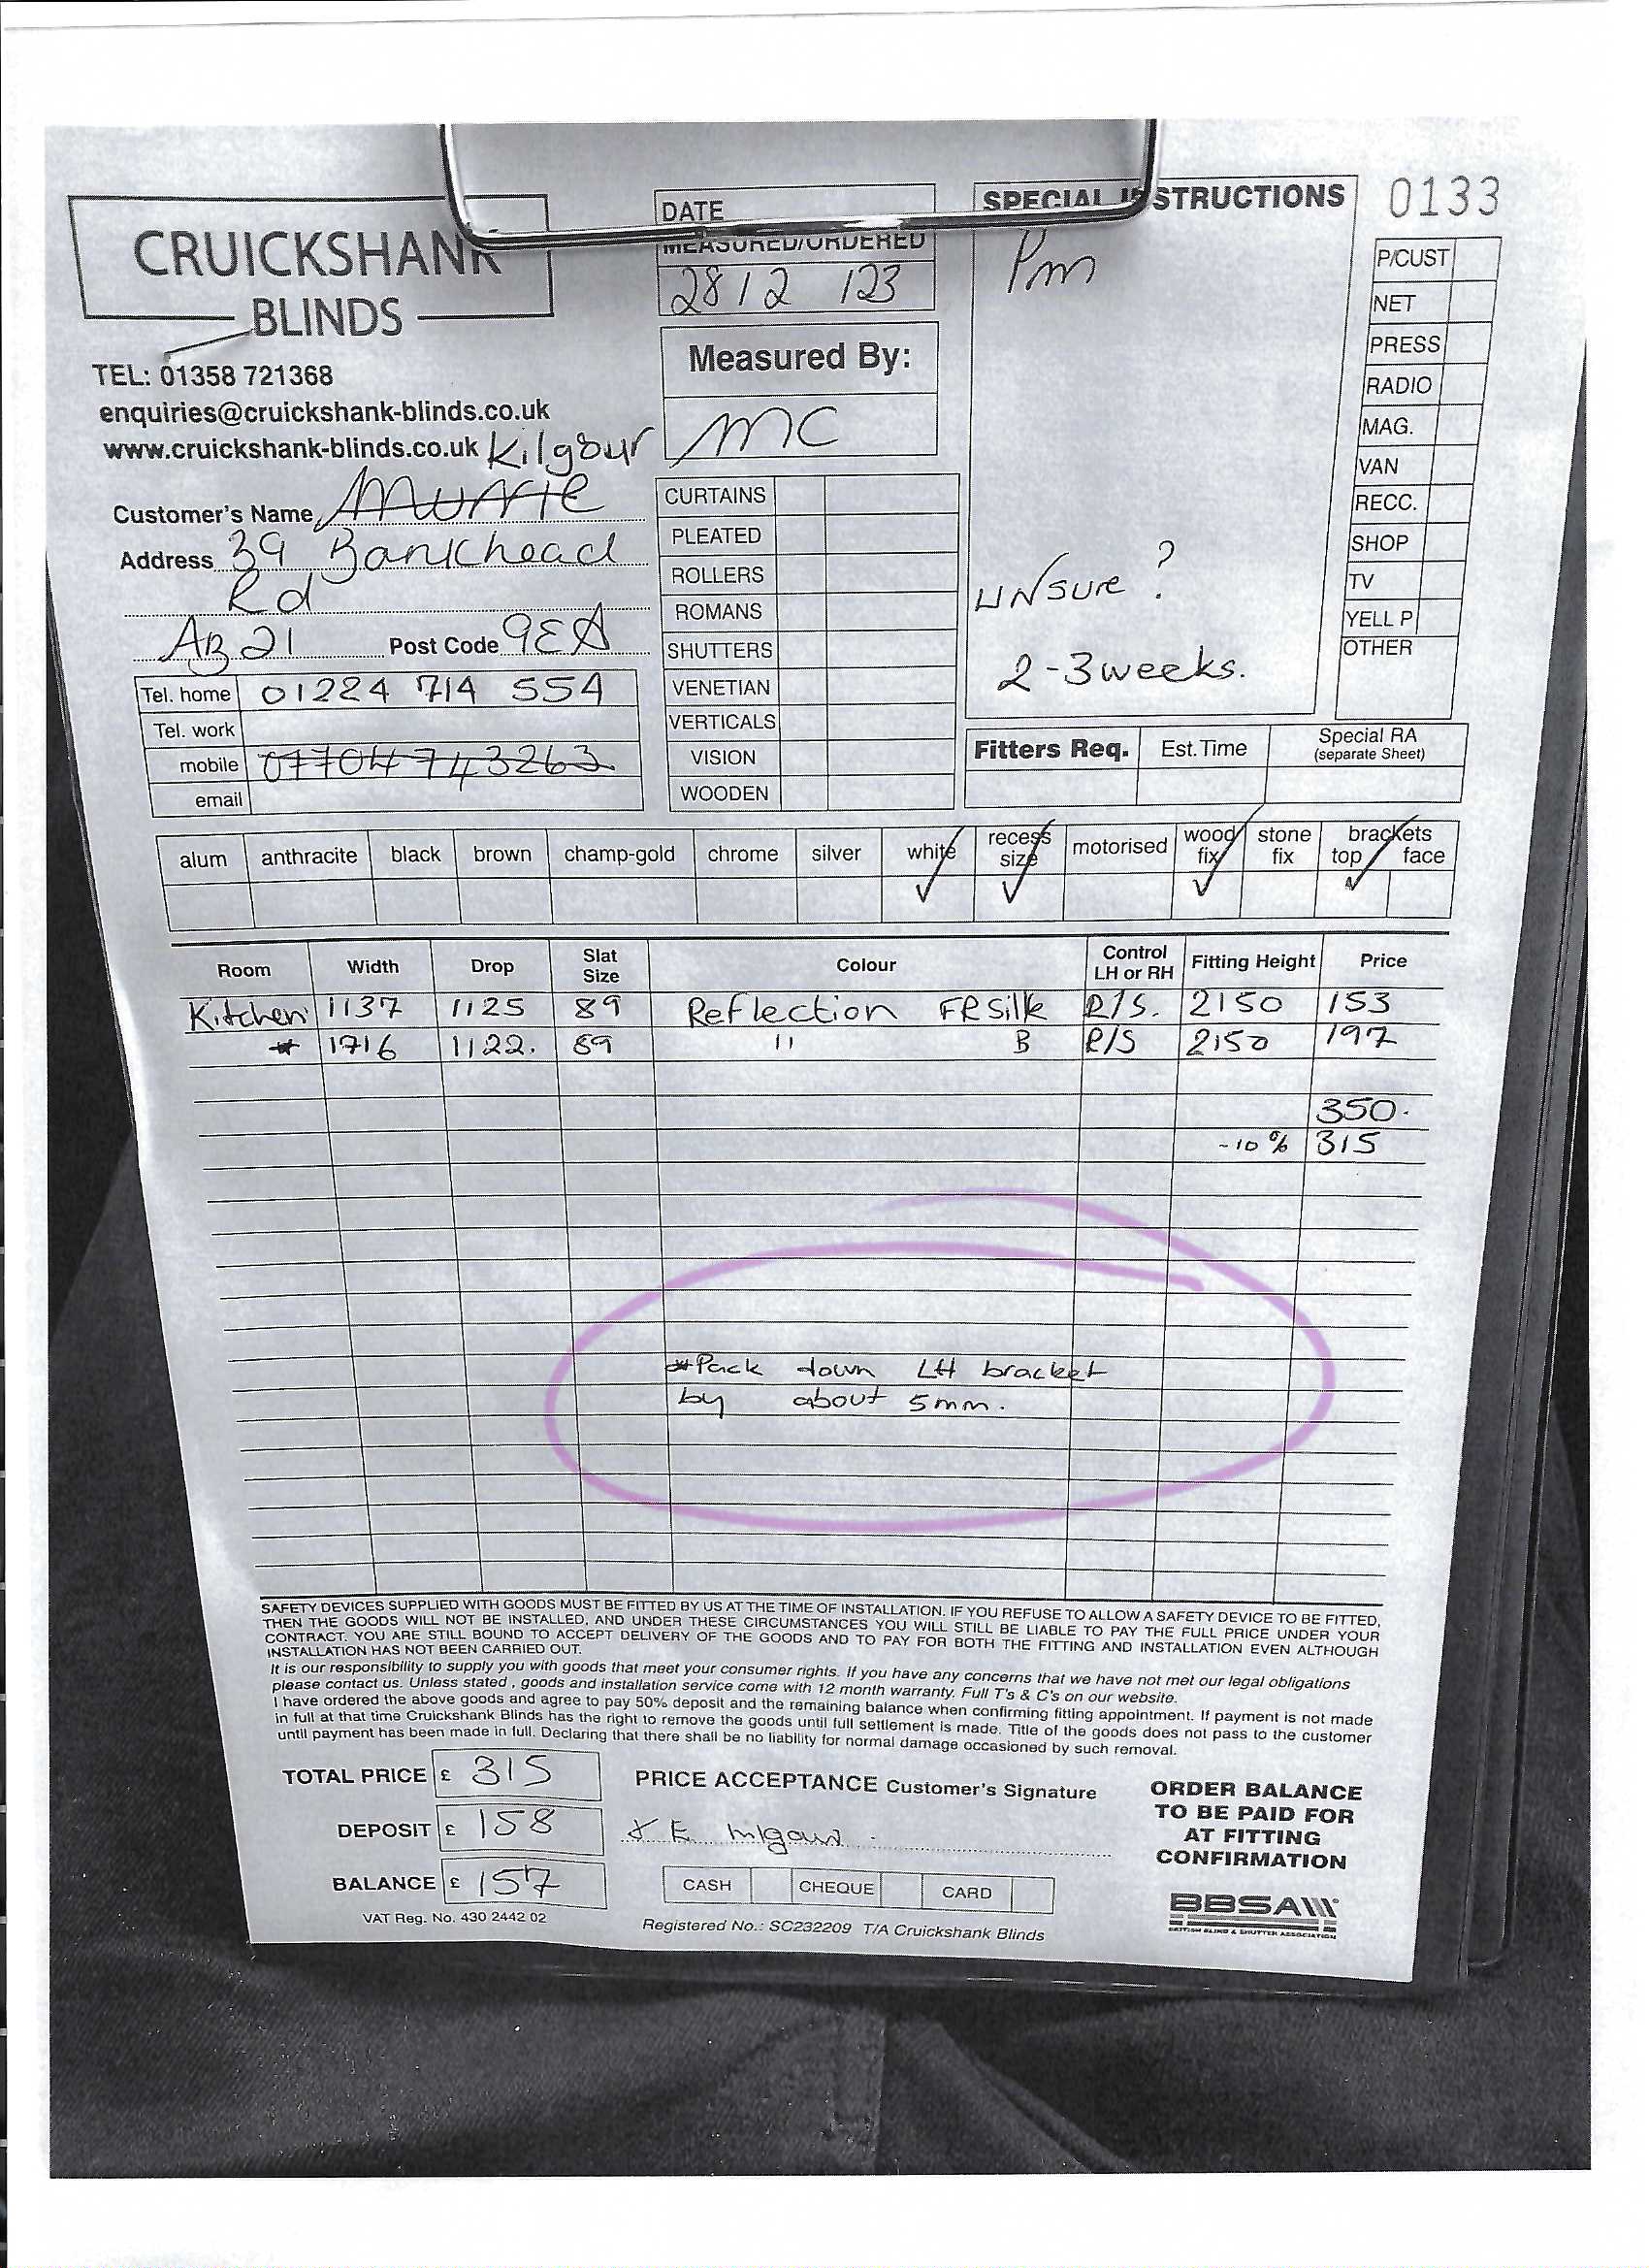 CRUICKSHANK
BLINDS
TEL: 01358 721368
enquiries@cruickshank-blinds.co.uk
www.cruickshank-blinds.co.uk
Kilgour
Customer's Name Murrie
Address 39 Bankhead
Rd
AB21 Post Code 9EA
Tel. home 01224 714 554
Tel. work
mobile 07704743263
email
DATE
MEASURED/ORDERED
28/2/23
Measured By:
MC
CURTAINS
PLEATED
ROLLERS
ROMANS
SHUTTERS
VENETIAN
VERTICALS
VISION
WOODEN
SPECIAL INSTRUCTIONS
Pm
UNsure ?
2-3weeks.
0133
P/CUST
NET
PRESS
RADIO
MAG.
VAN
RECC.
SHOP
TV
YELL P
OTHER
Fitters Req. Est. Time Special RA
(separate Sheet)
alum anthracite black brown champ-gold chrome silver white recess size motorised wood fix stone fix brackets top face
✓ ✓ ✓ ✓
Room Width Drop Slat Size Colour Control LH or RH Fitting Height Price
Kitchen 1137 1125 89 Reflection FR Silk R/S. 2150 153
* 1716 1122. 89 " B R/S 2150 197
350.
-10% 315
*Pack down LH bracket
by about 5mm.
SAFETY DEVICES SUPPLIED WITH GOODS MUST BE FITTED BY US AT THE TIME OF INSTALLATION. IF YOU REFUSE TO ALLOW A SAFETY DEVICE TO BE FITTED,
THEN THE GOODS WILL NOT BE INSTALLED, AND UNDER THESE CIRCUMSTANCES YOU WILL STILL BE LIABLE TO PAY THE FULL PRICE UNDER YOUR
CONTRACT. YOU ARE STILL BOUND TO ACCEPT DELIVERY OF THE GOODS AND TO PAY FOR BOTH THE FITTING AND INSTALLATION EVEN ALTHOUGH
INSTALLATION HAS NOT BEEN CARRIED OUT.
It is our responsibility to supply you with goods that meet your consumer rights. If you have any concerns that we have not met our legal obligations
please contact us. Unless stated , goods and installation service come with 12 month warranty. Full T's & C's on our website.
I have ordered the above goods and agree to pay 50% deposit and the remaining balance when confirming fitting appointment. If payment is not made
in full at that time Cruickshank Blinds has the right to remove the goods until full settlement is made. Title of the goods does not pass to the customer
until payment has been made in full. Declaring that there shall be no liability for normal damage occasioned by such removal.
TOTAL PRICE £ 315
DEPOSIT £ 158
BALANCE £ 157
VAT Reg. No. 430 2442 02
PRICE ACCEPTANCE Customer's Signature
CASH CHEQUE CARD
Registered No.: SC232209 T/A Cruickshank Blinds
ORDER BALANCE
TO BE PAID FOR
AT FITTING
CONFIRMATION
BBSA
BRITISH BLIND & SHUTTER ASSOCIATION